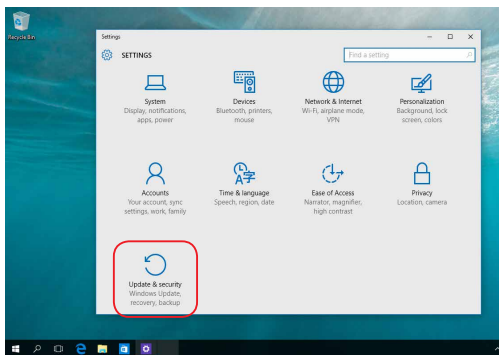 Recycle Bin
Settings
SETTINGS
Find a setting
System
Display, notifications,
apps, power
Devices
Bluetooth, printers,
mouse
Network & Internet
Wi-Fi, airplane mode,
VPN
Personalization
Background, lock
screen, colors
Accounts
Your account, sync
settings, work, family
Time & language
Speech, region, date
Ease of Access
Narrator, magnifier,
high contrast
Privacy
Location, camera
Update & security
Windows Update,
recovery, backup